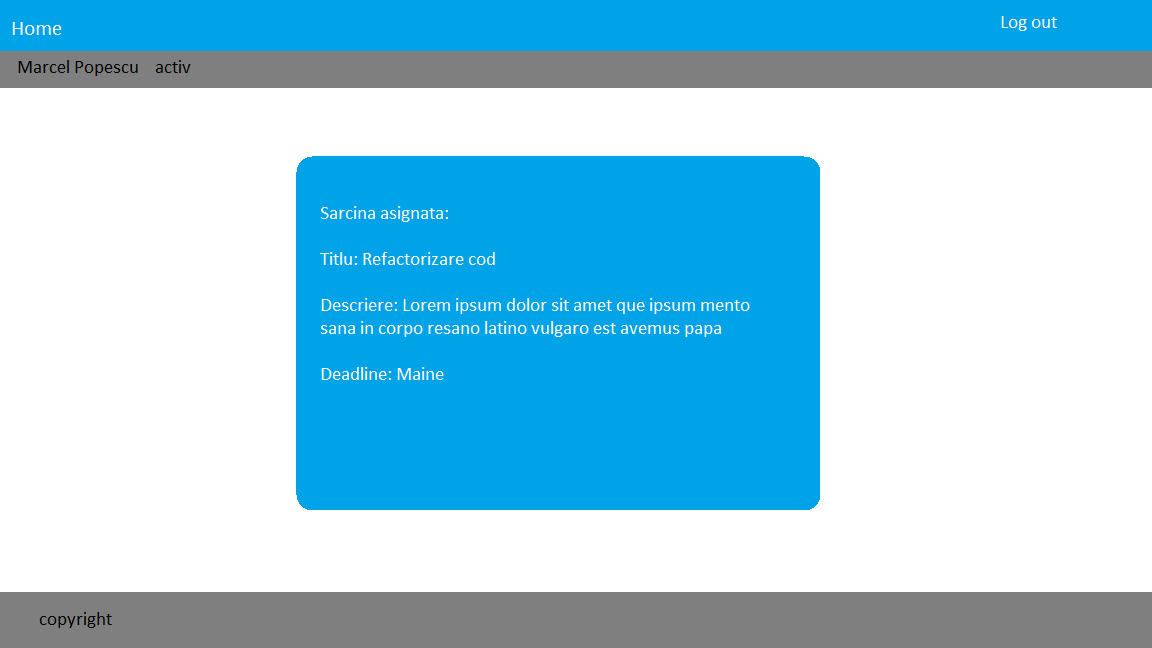 Home
Log out
Marcel Popescu activ
Sarcina asignata:
Titlu: Refactorizare cod
Descriere: Lorem ipsum dolor sit amet que ipsum mento
sana in corpo resano latino vulgaro est avemus papa
Deadline: Maine
copyright